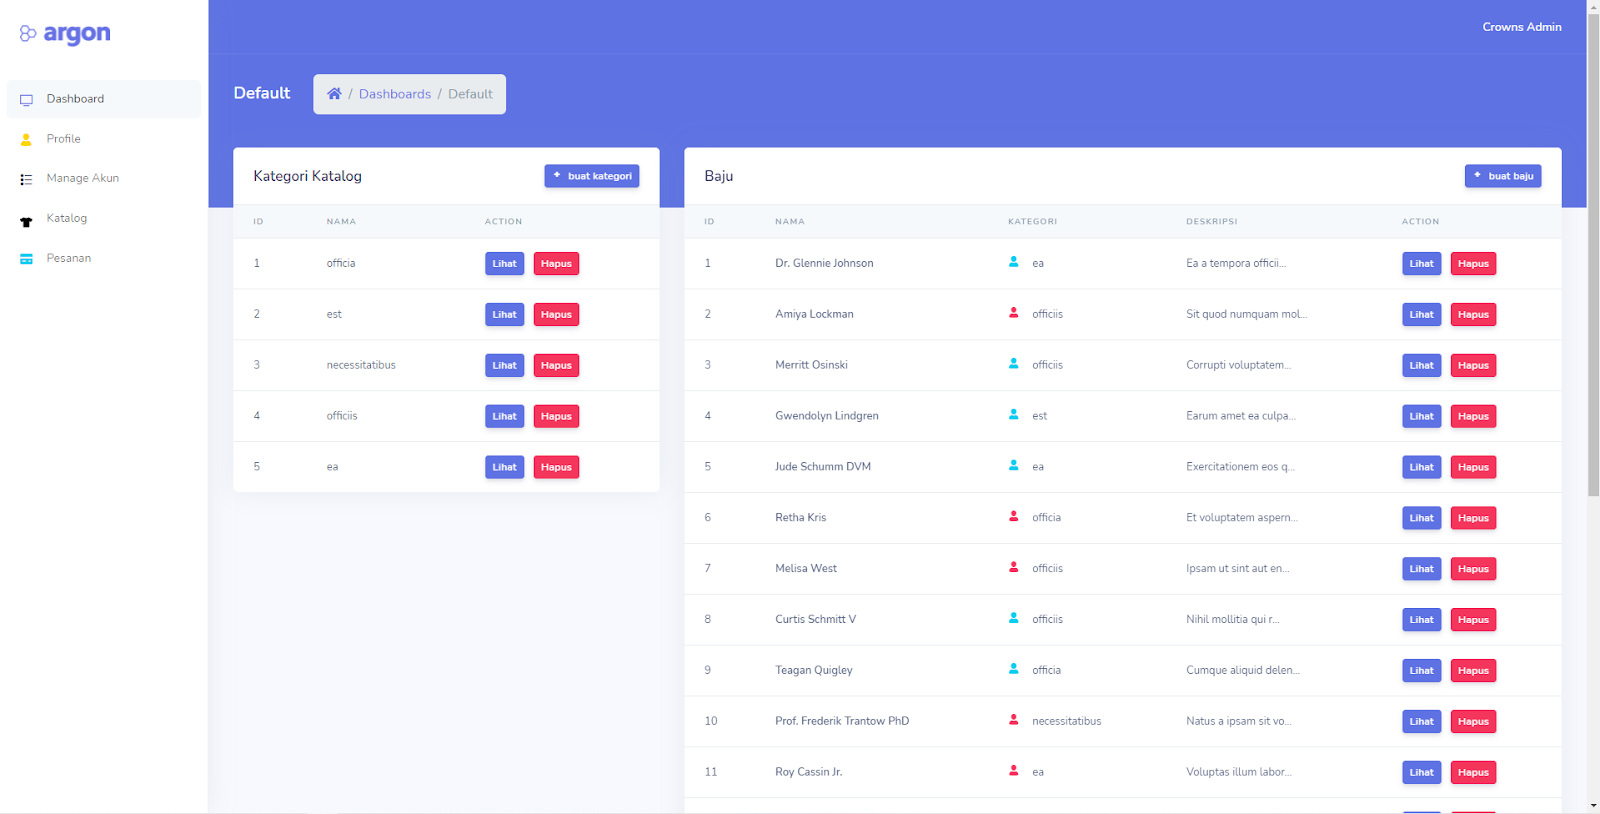 argon
Crowns Admin
Dashboard
Profile
Manage Akun
Katalog
Pesanan
Default
/ Dashboards / Default
Kategori Katalog
+ buat kategori
ID NAMA ACTION
1 officia Lihat Hapus
2 est Lihat Hapus
3 necessitatibus Lihat Hapus
4 officiis Lihat Hapus
5 ea Lihat Hapus
Baju
+ buat baju
ID NAMA KATEGORI DESKRIPSI ACTION
1 Dr. Glennie Johnson ea Ea a tempora officii... Lihat Hapus
2 Amiya Lockman officiis Sit quod numquam mol... Lihat Hapus
3 Merritt Osinski officiis Corrupti voluptatem... Lihat Hapus
4 Gwendolyn Lindgren est Earum amet ea culpa... Lihat Hapus
5 Jude Schumm DVM ea Exercitationem eos q... Lihat Hapus
6 Retha Kris officia Et voluptatem aspern... Lihat Hapus
7 Melisa West officiis Ipsam ut sint aut en... Lihat Hapus
8 Curtis Schmitt V officiis Nihil mollitia qui r... Lihat Hapus
9 Teagan Quigley officia Cumque aliquid delen... Lihat Hapus
10 Prof. Frederik Trantow PhD necessitatibus Natus a ipsam sit vo... Lihat Hapus
11 Roy Cassin Jr. ea Voluptas illum labor... Lihat Hapus